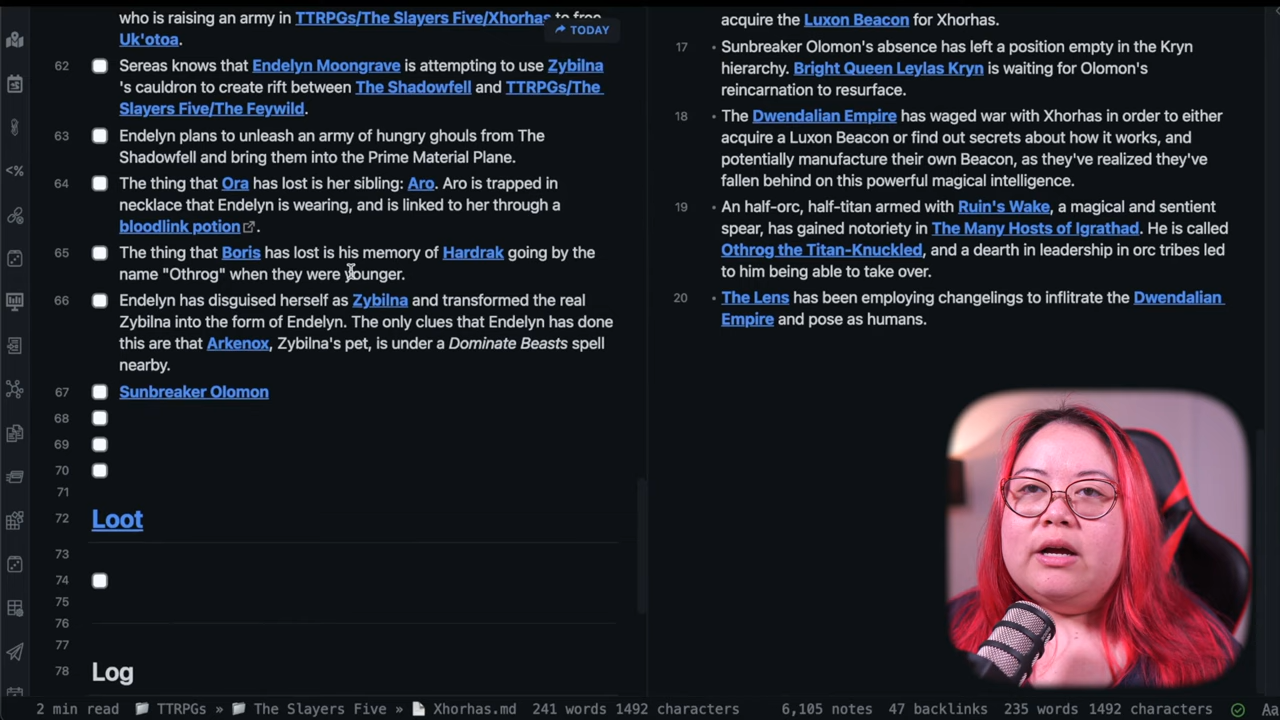 who is raising an army in TTRPGs/The Slayers Five/Xhorhas to free
Uk'otoa.
TODAY
62 Sereas knows that Endelyn Moongrave is attempting to use Zybilna
's cauldron to create rift between The Shadowfell and TTRPGs/The
Slayers Five/The Feywild.
63 Endelyn plans to unleash an army of hungry ghouls from The
Shadowfell and bring them into the Prime Material Plane.
64 The thing that Ora has lost is her sibling: Aro. Aro is trapped in
necklace that Endelyn is wearing, and is linked to her through a
bloodlink potion.
65 The thing that Boris has lost is his memory of Hardrak going by the
name "Othrog" when they were younger.
66 Endelyn has disguised herself as Zybilna and transformed the real
Zybilna into the form of Endelyn. The only clues that Endelyn has done
this are that Arkenox, Zybilna's pet, is under a Dominate Beasts spell
nearby.
67 Sunbreaker Olomon
68
69
70
71
72 Loot
73
74
75
76
77
78 Log
acquire the Luxon Beacon for Xhorhas.
17 Sunbreaker Olomon's absence has left a position empty in the Kryn
hierarchy. Bright Queen Leylas Kryn is waiting for Olomon's
reincarnation to resurface.
18 The Dwendalian Empire has waged war with Xhorhas in order to either
acquire a Luxon Beacon or find out secrets about how it works, and
potentially manufacture their own Beacon, as they've realized they've
fallen behind on this powerful magical intelligence.
19 An half-orc, half-titan armed with Ruin's Wake, a magical and sentient
spear, has gained notoriety in The Many Hosts of Igrathad. He is called
Othrog the Titan-Knuckled, and a dearth in leadership in orc tribes led
to him being able to take over.
20 The Lens has been employing changelings to inflitrate the Dwendalian
Empire and pose as humans.
2 min read TTRPGs » The Slayers Five » Xhorhas.md 241 words 1492 characters 6,105 notes 47 backlinks 235 words 1492 characters Aa